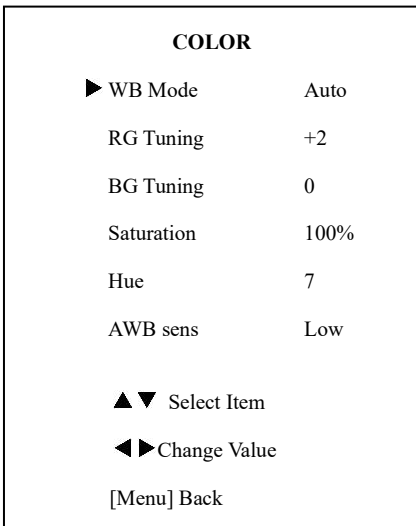 COLOR
▶ WB Mode Auto
RG Tuning +2
BG Tuning 0
Saturation 100%
Hue 7
AWB sens Low
▲▼ Select Item
◀▶Change Value
[Menu] Back